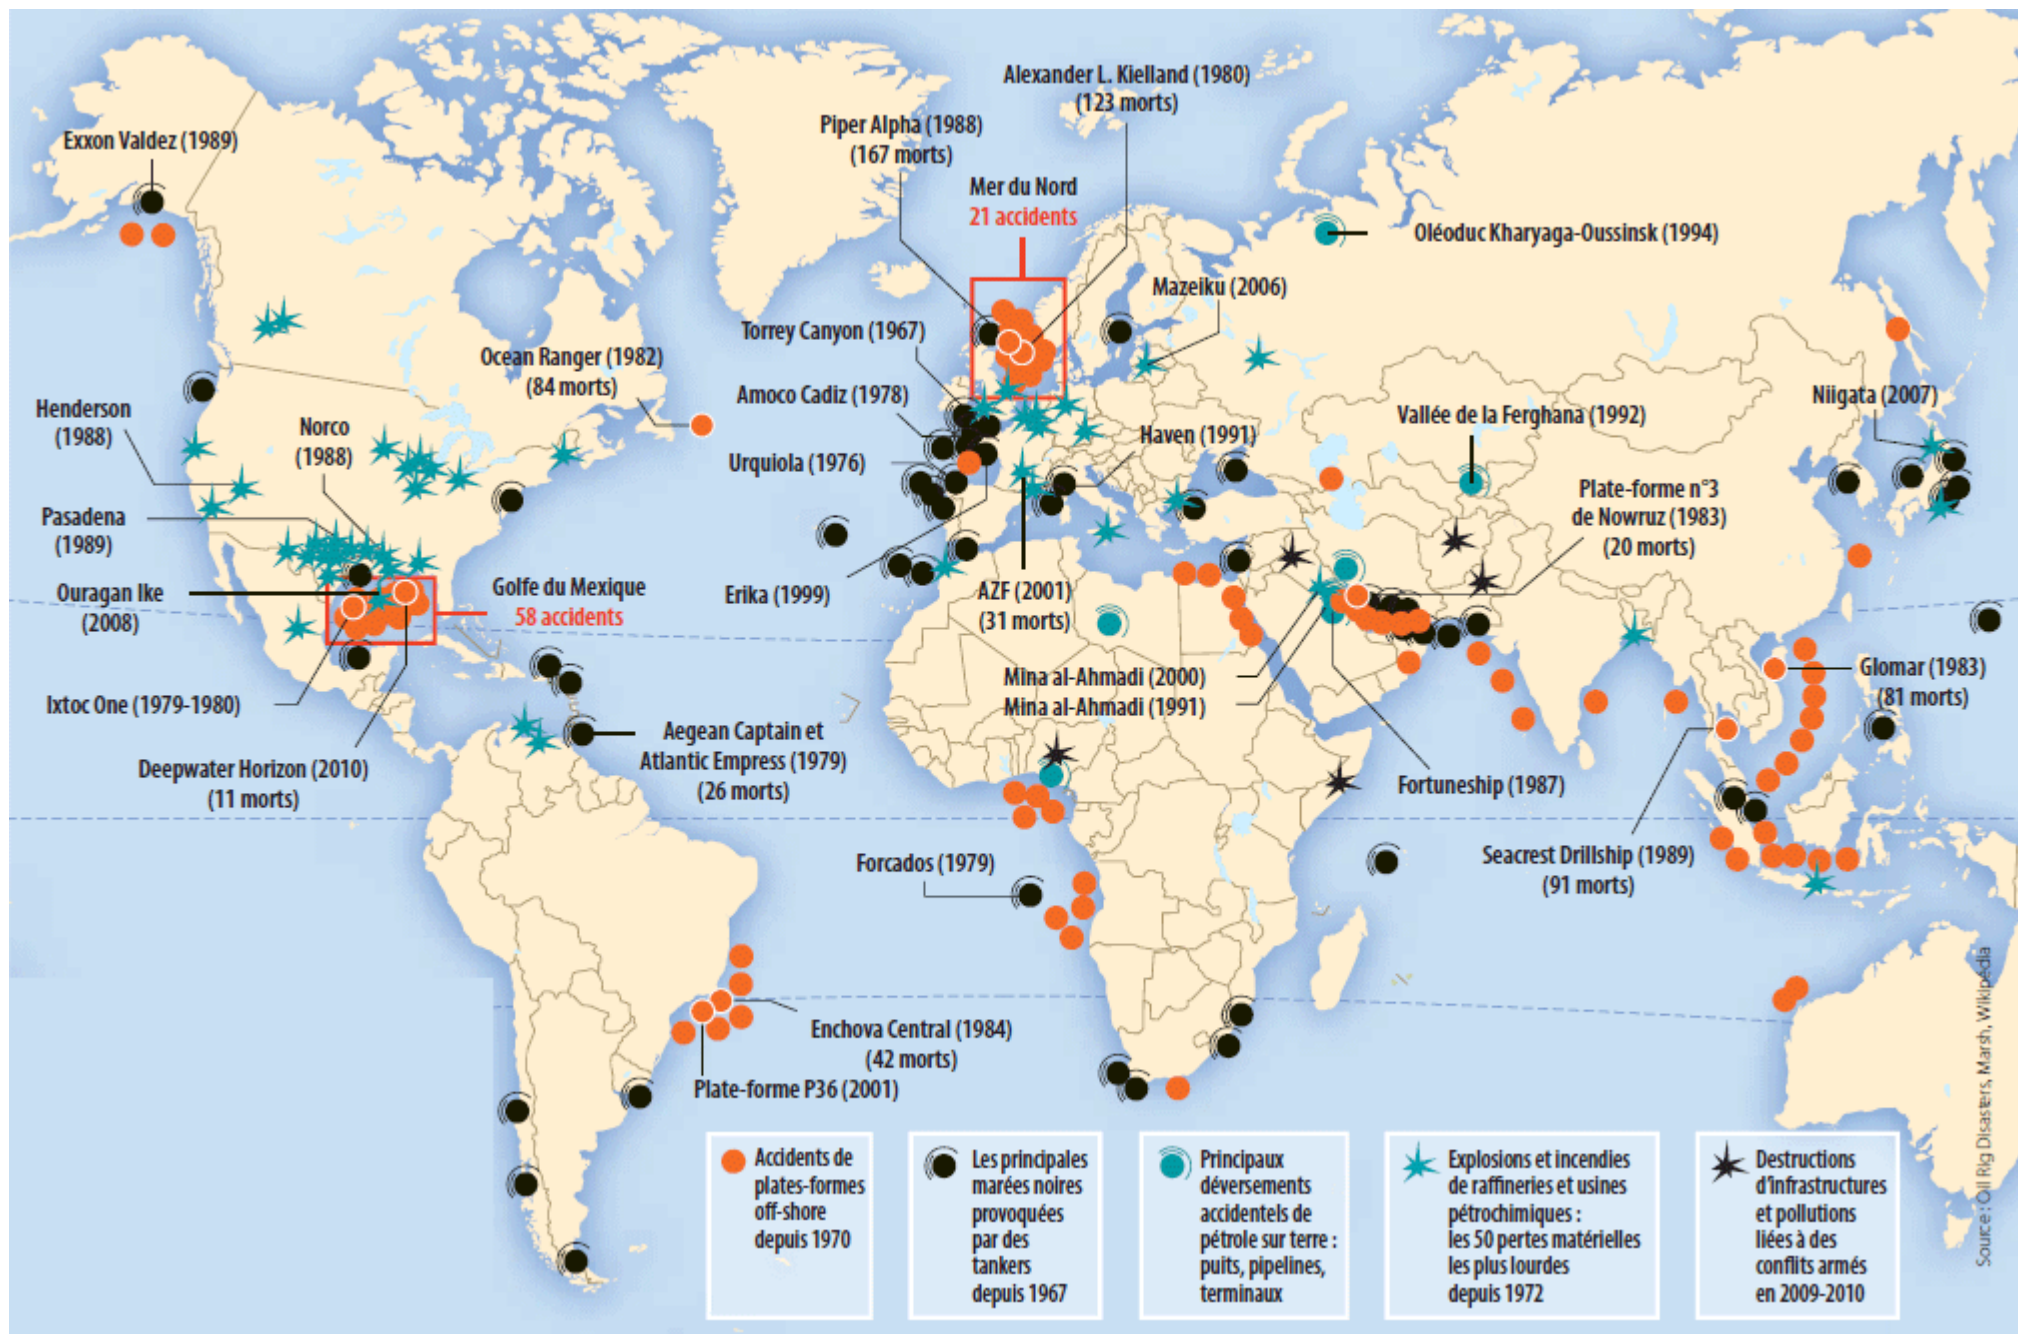 Alexander L. Kielland (1980)
(123 morts)
Piper Alpha (1988)
(167 morts)
Exxon Valdez (1989)
Mer du Nord
21 accidents
Oléoduc Kharyaga-Oussinsk (1994)
Mazeiku (2006)
Torrey Canyon (1967)
Ocean Ranger (1982)
(84 morts)
Amoco Cadiz (1978)
Niigata (2007)
Henderson
(1988)
Norco
(1988)
Vallée de la Ferghana (1992)
Haven (1991)
Urquiola (1976)
Plate-forme n°3
de Nowruz (1983)
(20 morts)
Pasadena
(1989)
Ouragan Ike
(2008)
Golfe du Mexique
58 accidents
Erika (1999)
AZF (2001)
(31 morts)
Mina al-Ahmadi (2000)
Mina al-Ahmadi (1991)
Glomar (1983)
(81 morts)
Ixtoc One (1979-1980)
Aegean Captain et
Atlantic Empress (1979)
(26 morts)
Deepwater Horizon (2010)
(11 morts)
Fortuneship (1987)
Forcados (1979)
Seacrest Drillship (1989)
(91 morts)
Enchova Central (1984)
(42 morts)
Plate-forme P36 (2001)
Accidents de
plates-formes
off-shore
depuis 1970
Les principales
marées noires
provoquées
par des
tankers
depuis 1967
Principaux
déversements
accidentels de
pétrole sur terre :
puits, pipelines,
terminaux
Explosions et incendies
de raffineries et usines
pétrochimiques :
les 50 pertes matérielles
les plus lourdes
depuis 1972
Destructions
d'infrastructures
et pollutions
liées à des
conflits armés
en 2009-2010
Source : Oil Rig Disasters, Marsh, Wikipédia